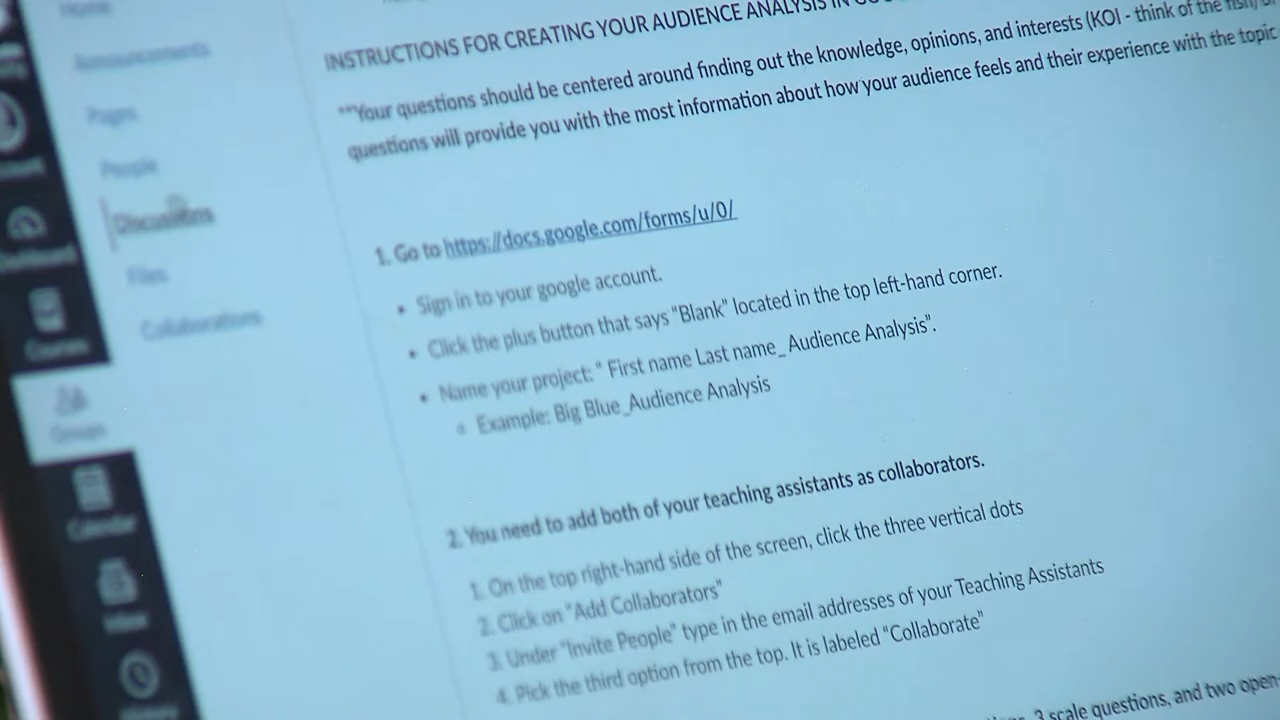 Home
Announcements
Pages
People
Discussions
Files
Collaborations
Courses
Groups
Calendar
Inbox
INSTRUCTIONS FOR CREATING YOUR AUDIENCE ANALYSIS IN
**Your questions should be centered around finding out the knowledge, opinions, and interests (KOI - think of the fish)
questions will provide you with the most information about how your audience feels and their experience with the topic
1. Go to https://docs.google.com/forms/u/0/
• Sign in to your google account.
• Click the plus button that says "Blank" located in the top left-hand corner.
• Name your project: " First name Last name_Audience Analysis".
Example: Big Blue_Audience Analysis
2. You need to add both of your teaching assistants as collaborators.
1. On the top right-hand side of the screen, click the three vertical dots
2. Click on "Add Collaborators"
3. Under "Invite People" type in the email addresses of your Teaching Assistants
4. Pick the third option from the top. It is labeled "Collaborate"
3 scale questions, and two open-